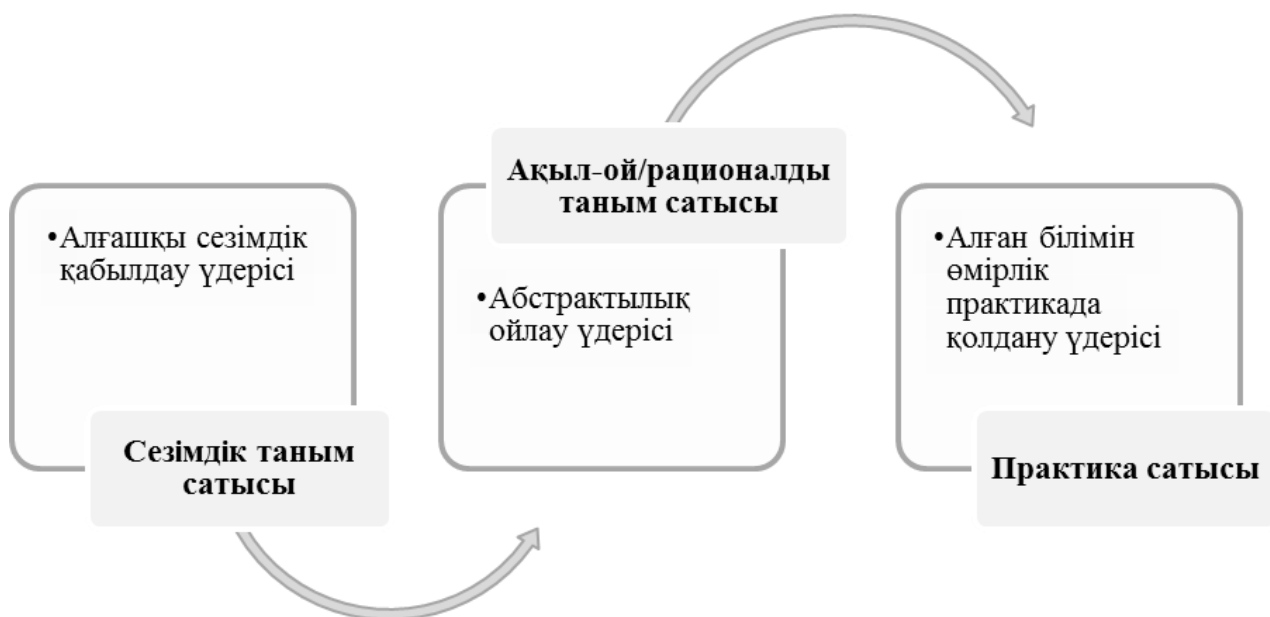 •Алғашқы сезімдік
қабылдау үдерісі
Сезімдік таным
сатысы
Ақыл-ой/рационалды
таным сатысы
•Абстрактылық
ойлау үдерісі
•Алған білімін
өмірлік
практикада
қолдану үдерісі
Практика сатысы